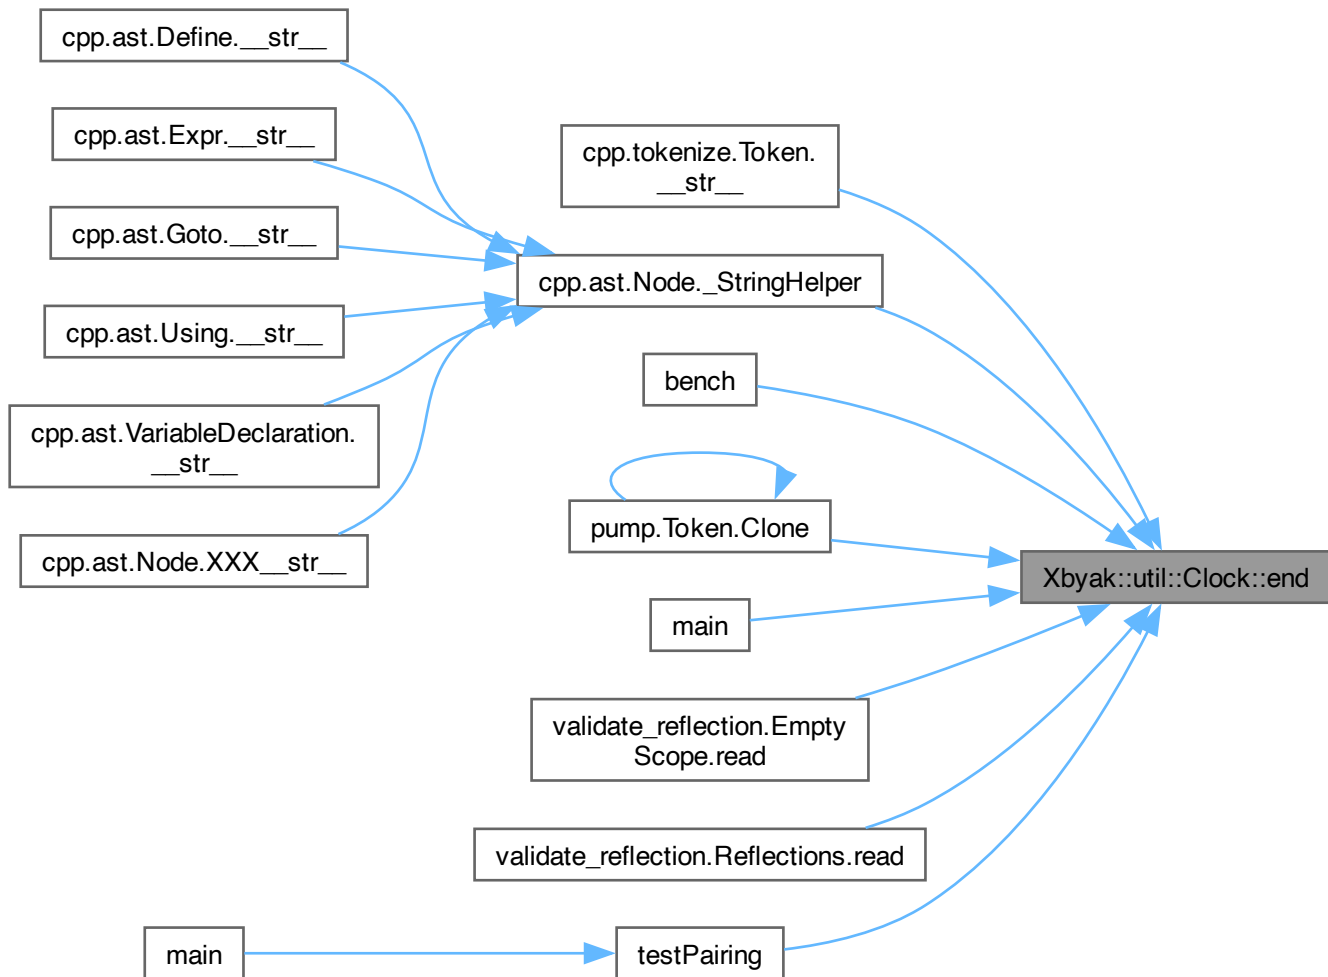 cpp.ast.Define.__str__
cpp.ast.Expr.__str__
cpp.ast.Goto.__str__
cpp.ast.Using.__str__
cpp.ast.VariableDeclaration.
__str__
cpp.ast.Node.XXX__str__
cpp.tokenize.Token.
__str__
cpp.ast.Node._StringHelper
bench
pump.Token.Clone
main
validate_reflection.Empty
Scope.read
validate_reflection.Reflections.read
main
testPairing
Xbyak::util::Clock::end